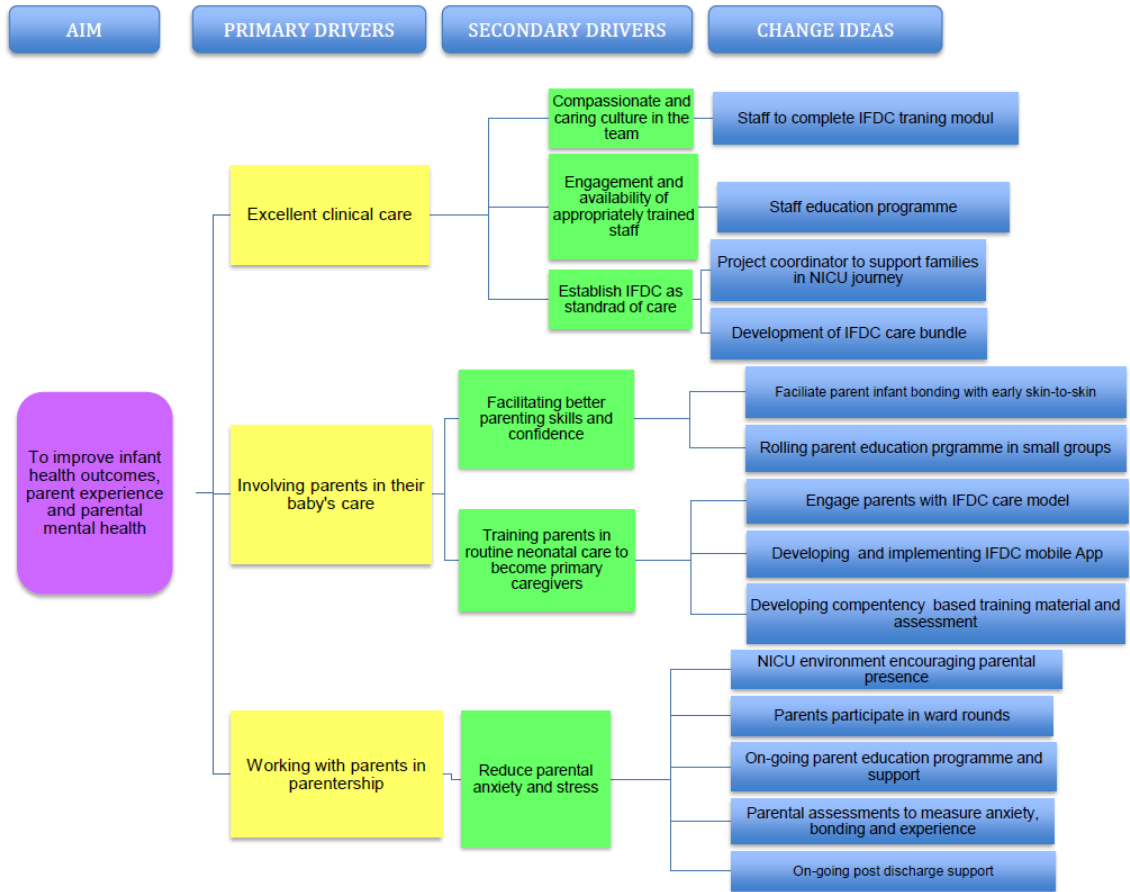 AIM
PRIMARY DRIVERS
SECONDARY DRIVERS
CHANGE IDEAS
To improve infant
health outcomes,
parent experience
and parental
mental health
Excellent clinical care
Compassionate and
caring culture in the
team
Staff to complete IFDC traning modul
Engagement and
availability of
appropriately trained
staff
Staff education programme
Establish IFDC as
standrad of care
Project coordinator to support families
in NICU journey
Development of IFDC care bundle
Involving parents in their
baby's care
Facilitating better
parenting skills and
confidence
Faciliate parent infant bonding with early skin-to-skin
Rolling parent education prgramme in small groups
Training parents in
routine neonatal care to
become primary
caregivers
Engage parents with IFDC care model
Developing and implementing IFDC mobile App
Developing compentency based training material and
assessment
Working with parents in
parentership
Reduce parental
anxiety and stress
NICU environment encouraging parental
presence
Parents participate in ward rounds
On-going parent education programme and
support
Parental assessments to measure anxiety,
bonding and experience
On-going post discharge support